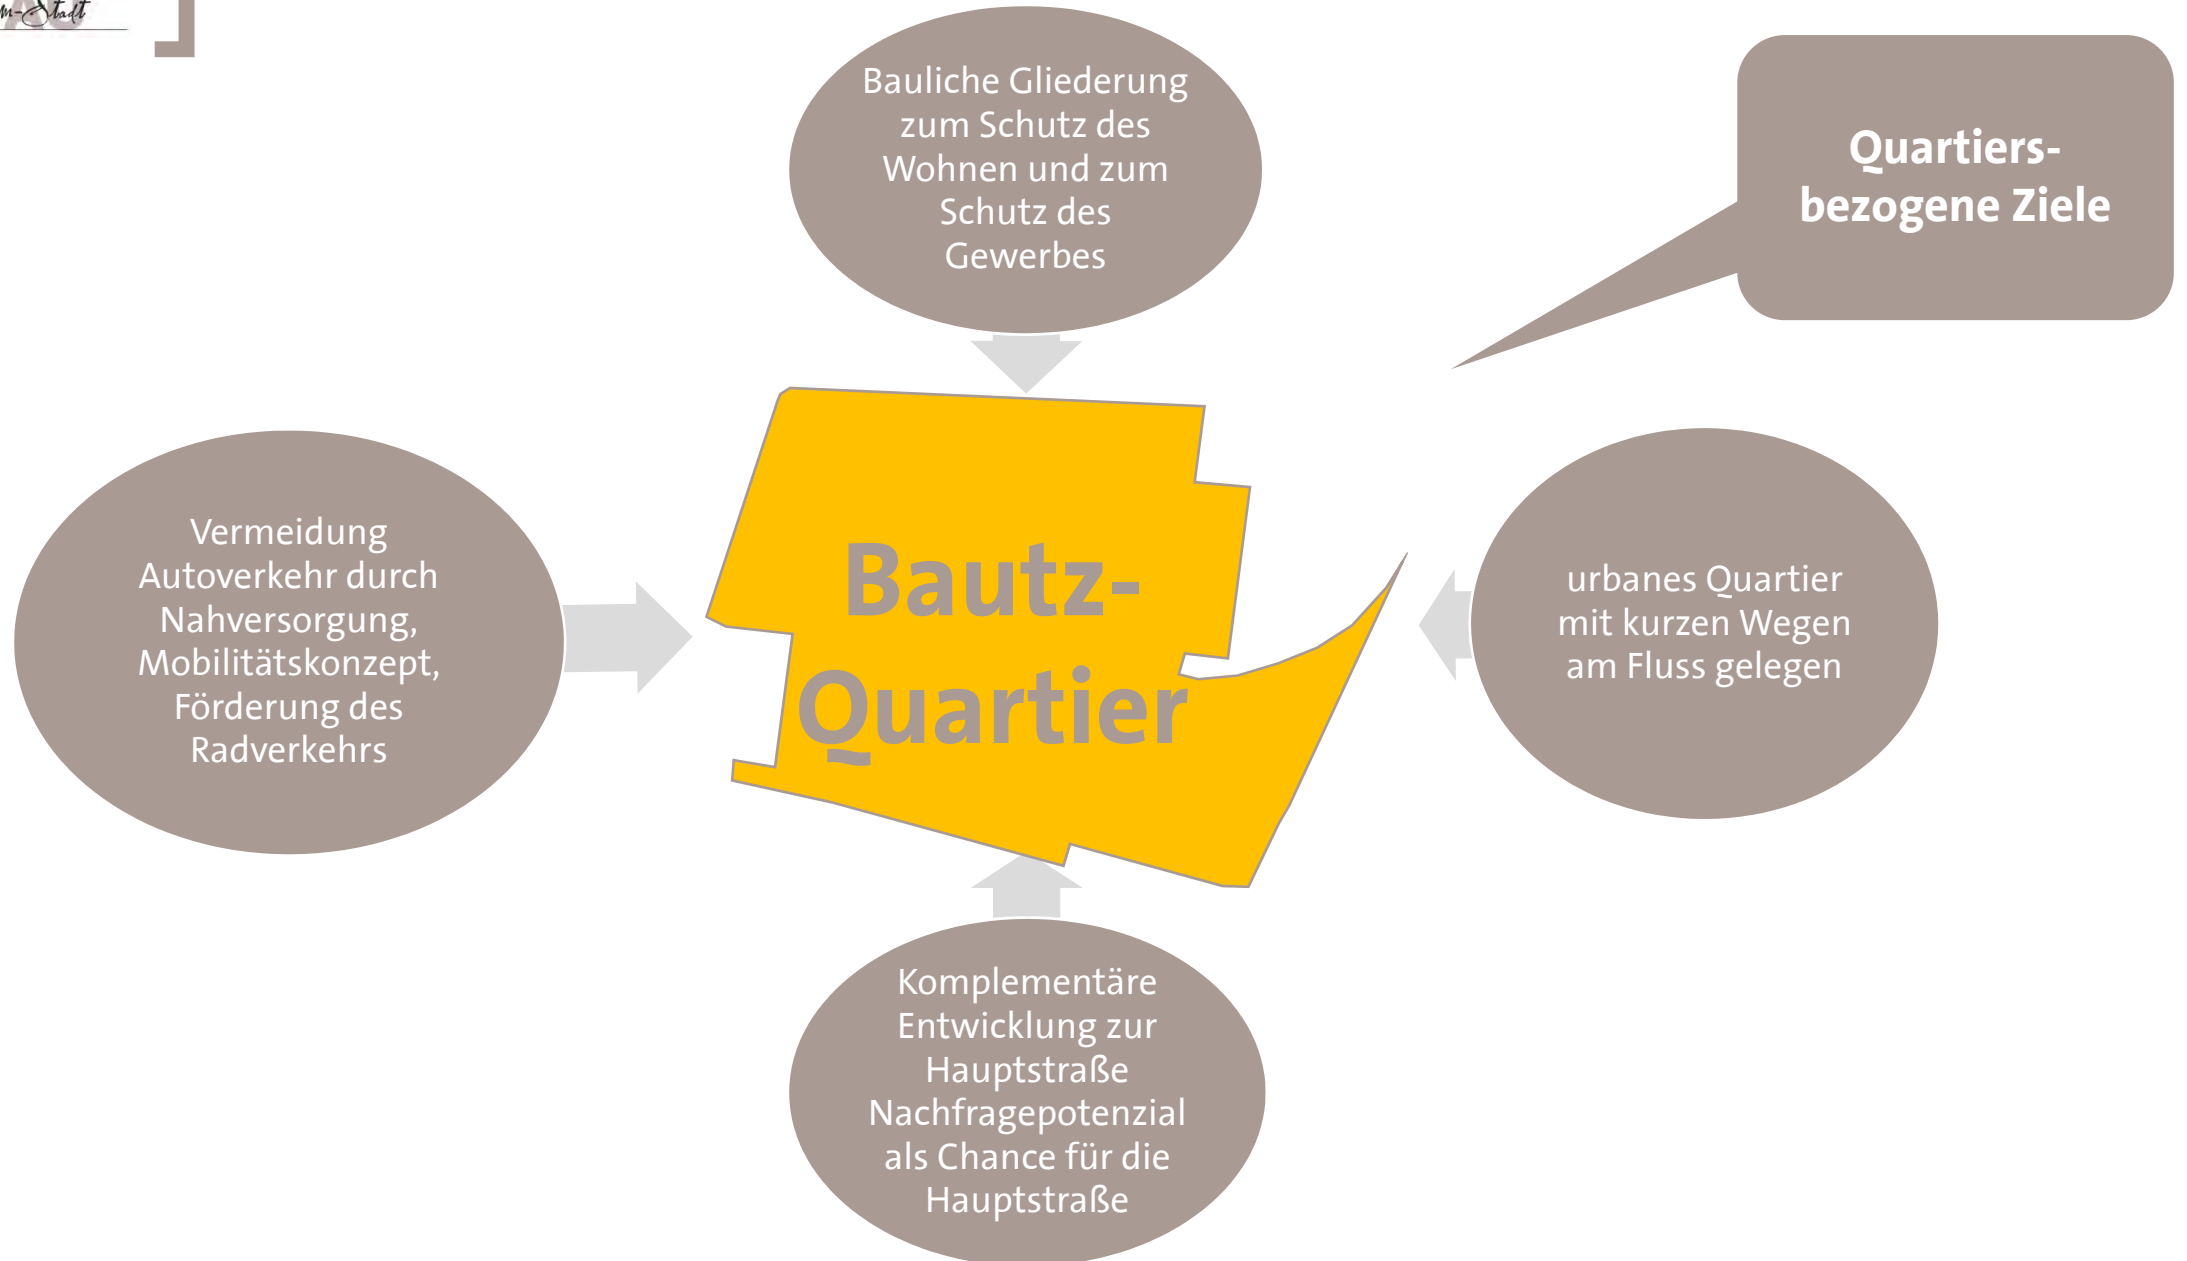 Bauliche Gliederung
zum Schutz des
Wohnen und zum
Schutz des
Gewerbes
Quartiers-
bezogene Ziele
Vermeidung
Autoverkehr durch
Nahversorgung,
Mobilitätskonzept,
Förderung des
Radverkehrs
Bautz-
Quartier
urbanes Quartier
mit kurzen Wegen
am Fluss gelegen
Komplementäre
Entwicklung zur
Hauptstraße
Nachfragepotenzial
als Chance für die
Hauptstraße